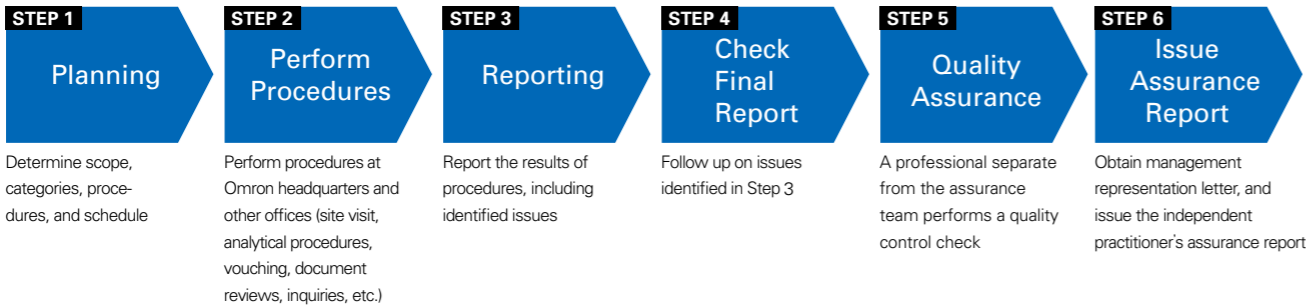 STEP 1
Planning
Determine scope,
categories, proce-
dures, and schedule
STEP 2
Perform
Procedures
Perform procedures at
Omron headquarters and
other offices (site visit,
analytical procedures,
vouching, document
reviews, inquiries, etc.)
STEP 3
Reporting
Report the results of
procedures, including
identified issues
STEP 4
Check
Final
Report
Follow up on issues
identified in Step 3
STEP 5
Quality
Assurance
A professional separate
from the assurance
team performs a quality
control check
STEP 6
Issue
Assurance
Report
Obtain management
representation letter, and
issue the independent
practitioner's assurance report